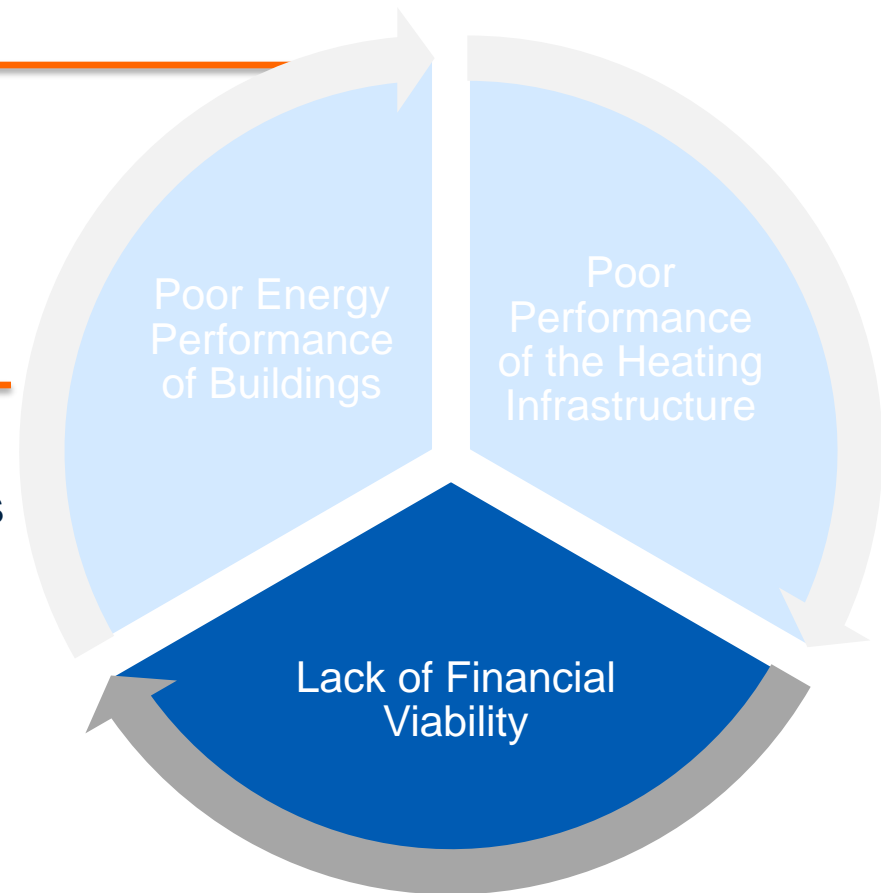 Poor Energy
Performance
of Buildings
Poor
Performance
of the Heating
Infrastructure
s
Lack of Financial
Viability